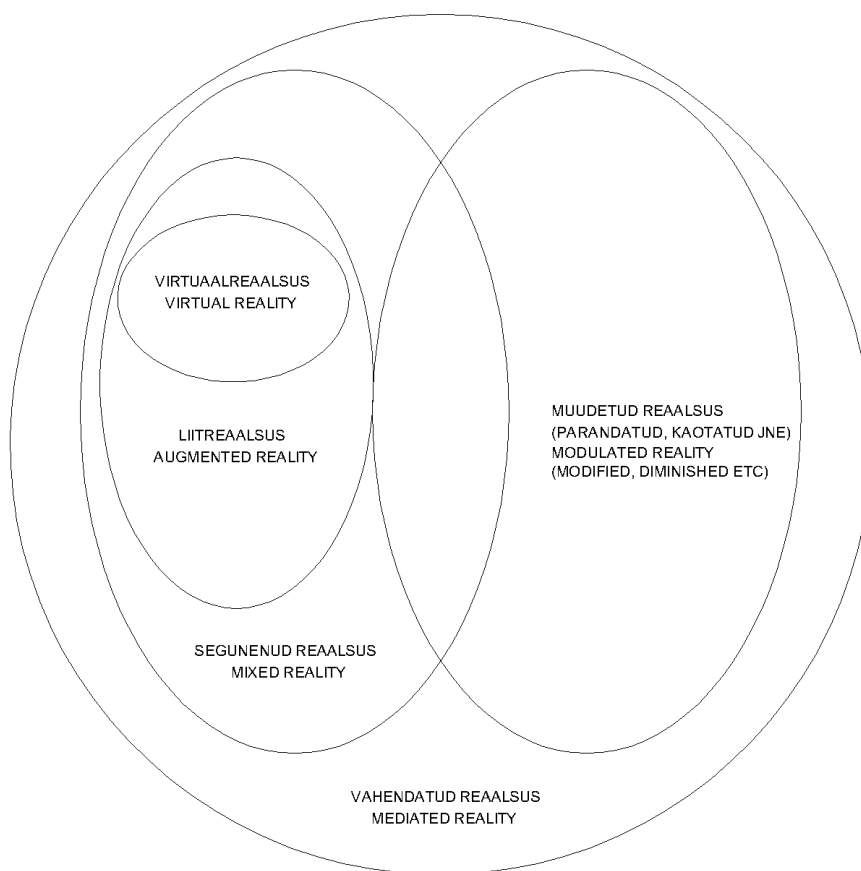 VIRTUAALREAALSUS
VIRTUAL REALITY
LIITREAALSUS
AUGMENTED REALITY
MUUDETUD REAALSUS
(PARANDATUD, KAOTATUD JNE)
MODULATED REALITY
(MODIFIED, DIMINISHED ETC)
SEGUNENUD REAALSUS
MIXED REALITY
VAHENDATUD REAALSUS
MEDIATED REALITY